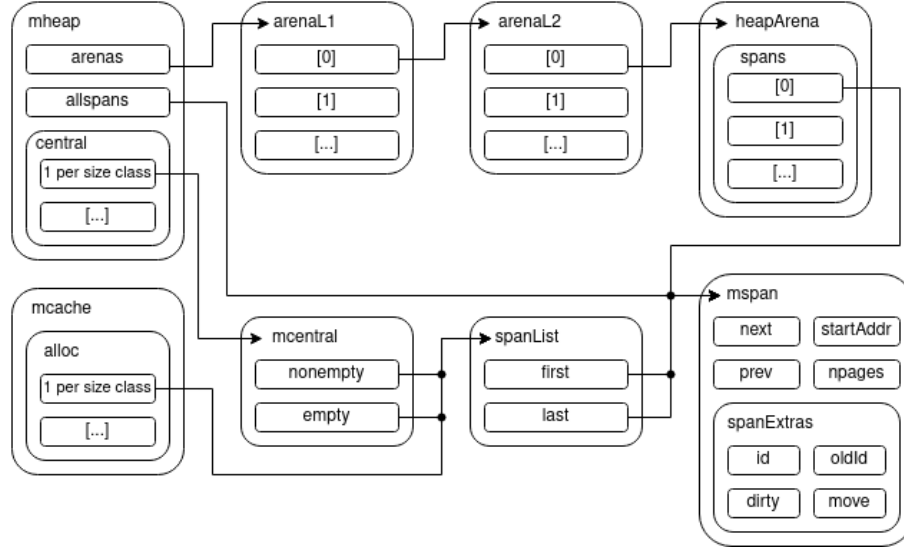 mheap
arenas
allspans
central
1 per size class
[...]
arenaL1
[0]
[1]
[...]
arenaL2
[0]
[1]
[...]
heapArena
spans
[0]
[1]
[...]
mcache
alloc
1 per size class
[...]
mcentral
nonempty
empty
spanList
first
last
mspan
next
startAddr
prev
npages
spanExtras
id
oldId
dirty
move